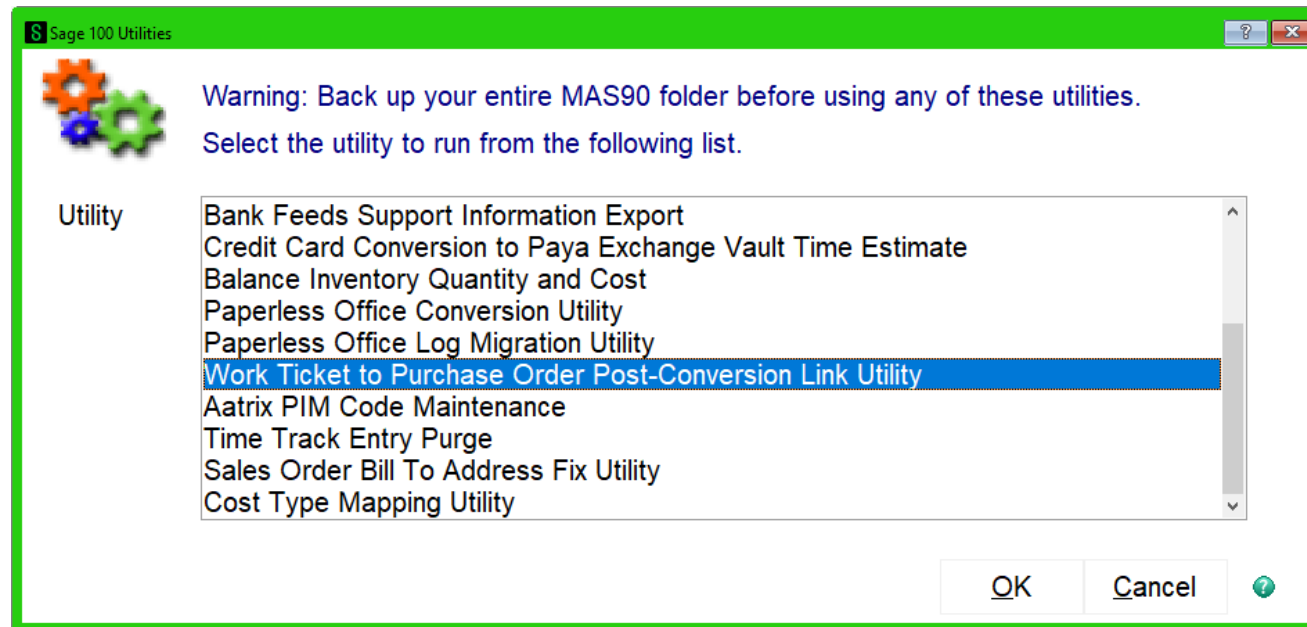 S Sage 100 Utilities
?
Warning: Back up your entire MAS90 folder before using any of these utilities.
Select the utility to run from the following list.
Utility
Bank Feeds Support Information Export
Credit Card Conversion to Paya Exchange Vault Time Estimate
Balance Inventory Quantity and Cost
Paperless Office Conversion Utility
Paperless Office Log Migration Utility
Work Ticket to Purchase Order Post-Conversion Link Utility
Aatrix PIM Code Maintenance
Time Track Entry Purge
Sales Order Bill To Address Fix Utility
Cost Type Mapping Utility
OK Cancel ?